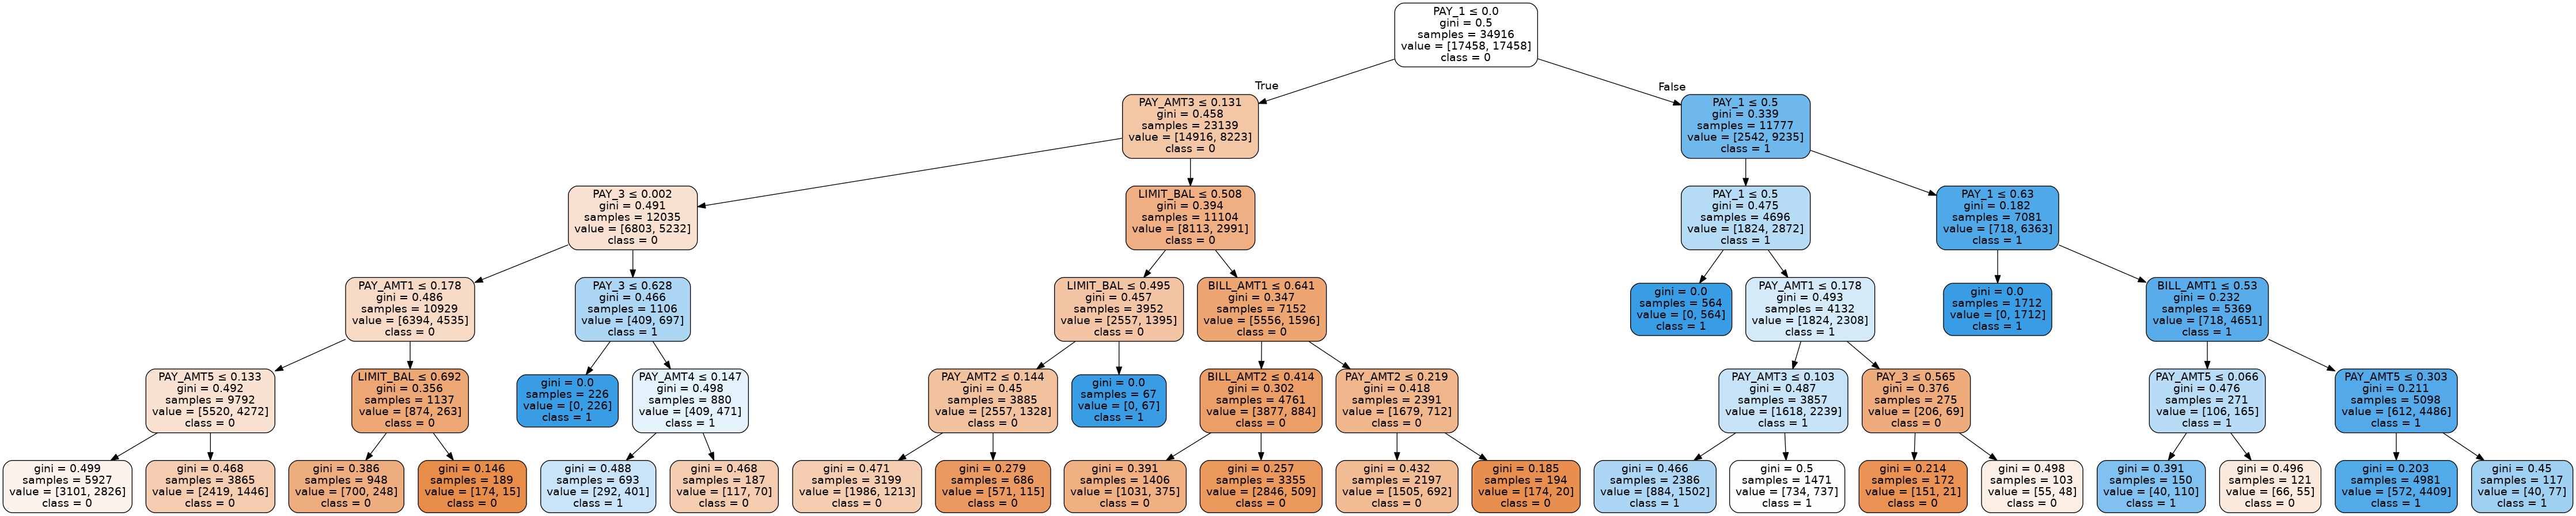 PAY_1 ≤ 0.0
gini = 0.5
samples = 34916
value = [17458, 17458]
class = 0
True
False
PAY_AMT3 ≤ 0.131
gini = 0.458
samples = 23139
value = [14916, 8223]
class = 0
PAY_1 ≤ 0.5
gini = 0.339
samples = 11777
value = [2542, 9235]
class = 1
PAY_3 ≤ 0.002
gini = 0.491
samples = 12035
value = [6803, 5232]
class = 0
LIMIT_BAL ≤ 0.508
gini = 0.394
samples = 11104
value = [8113, 2991]
class = 0
PAY_1 ≤ 0.5
gini = 0.475
samples = 4696
value = [1824, 2872]
class = 1
PAY_1 ≤ 0.63
gini = 0.182
samples = 7081
value = [718, 6363]
class = 1
PAY_AMT1 ≤ 0.178
gini = 0.486
samples = 10929
value = [6394, 4535]
class = 0
PAY_3 ≤ 0.628
gini = 0.466
samples = 1106
value = [409, 697]
class = 1
LIMIT_BAL ≤ 0.495
gini = 0.457
samples = 3952
value = [2557, 1395]
class = 0
BILL_AMT1 ≤ 0.641
gini = 0.347
samples = 7152
value = [5556, 1596]
class = 0
gini = 0.0
samples = 564
value = [0, 564]
class = 1
PAY_AMT1 ≤ 0.178
gini = 0.493
samples = 4132
value = [1824, 2308]
class = 1
gini = 0.0
samples = 1712
value = [0, 1712]
class = 1
BILL_AMT1 ≤ 0.53
gini = 0.232
samples = 5369
value = [718, 4651]
class = 1
PAY_AMT5 ≤ 0.133
gini = 0.492
samples = 9792
value = [5520, 4272]
class = 0
LIMIT_BAL ≤ 0.692
gini = 0.356
samples = 1137
value = [874, 263]
class = 0
gini = 0.0
samples = 226
value = [0, 226]
class = 1
PAY_AMT4 ≤ 0.147
gini = 0.498
samples = 880
value = [409, 471]
class = 1
PAY_AMT2 ≤ 0.144
gini = 0.45
samples = 3885
value = [2557, 1328]
class = 0
gini = 0.0
samples = 67
value = [0, 67]
class = 1
BILL_AMT2 ≤ 0.414
gini = 0.302
samples = 4761
value = [3877, 884]
class = 0
PAY_AMT2 ≤ 0.219
gini = 0.418
samples = 2391
value = [1679, 712]
class = 0
PAY_AMT3 ≤ 0.103
gini = 0.487
samples = 3857
value = [1618, 2239]
class = 1
PAY_3 ≤ 0.565
gini = 0.376
samples = 275
value = [206, 69]
class = 0
PAY_AMT5 ≤ 0.066
gini = 0.476
samples = 271
value = [106, 165]
class = 1
PAY_AMT5 ≤ 0.303
gini = 0.211
samples = 5098
value = [612, 4486]
class = 1
gini = 0.499
samples = 5927
value = [3101, 2826]
class = 0
gini = 0.468
samples = 3865
value = [2419, 1446]
class = 0
gini = 0.386
samples = 948
value = [700, 248]
class = 0
gini = 0.146
samples = 189
value = [174, 15]
class = 0
gini = 0.488
samples = 693
value = [292, 401]
class = 1
gini = 0.468
samples = 187
value = [117, 70]
class = 0
gini = 0.471
samples = 3199
value = [1986, 1213]
class = 0
gini = 0.279
samples = 686
value = [571, 115]
class = 0
gini = 0.391
samples = 1406
value = [1031, 375]
class = 0
gini = 0.257
samples = 3355
value = [2846, 509]
class = 0
gini = 0.432
samples = 2197
value = [1505, 692]
class = 0
gini = 0.185
samples = 194
value = [174, 20]
class = 0
gini = 0.466
samples = 2386
value = [884, 1502]
class = 1
gini = 0.5
samples = 1471
value = [734, 737]
class = 1
gini = 0.214
samples = 172
value = [151, 21]
class = 0
gini = 0.498
samples = 103
value = [55, 48]
class = 0
gini = 0.391
samples = 150
value = [40, 110]
class = 1
gini = 0.496
samples = 121
value = [66, 55]
class = 0
gini = 0.203
samples = 4981
value = [572, 4409]
class = 1
gini = 0.45
samples = 117
value = [40, 77]
class = 1